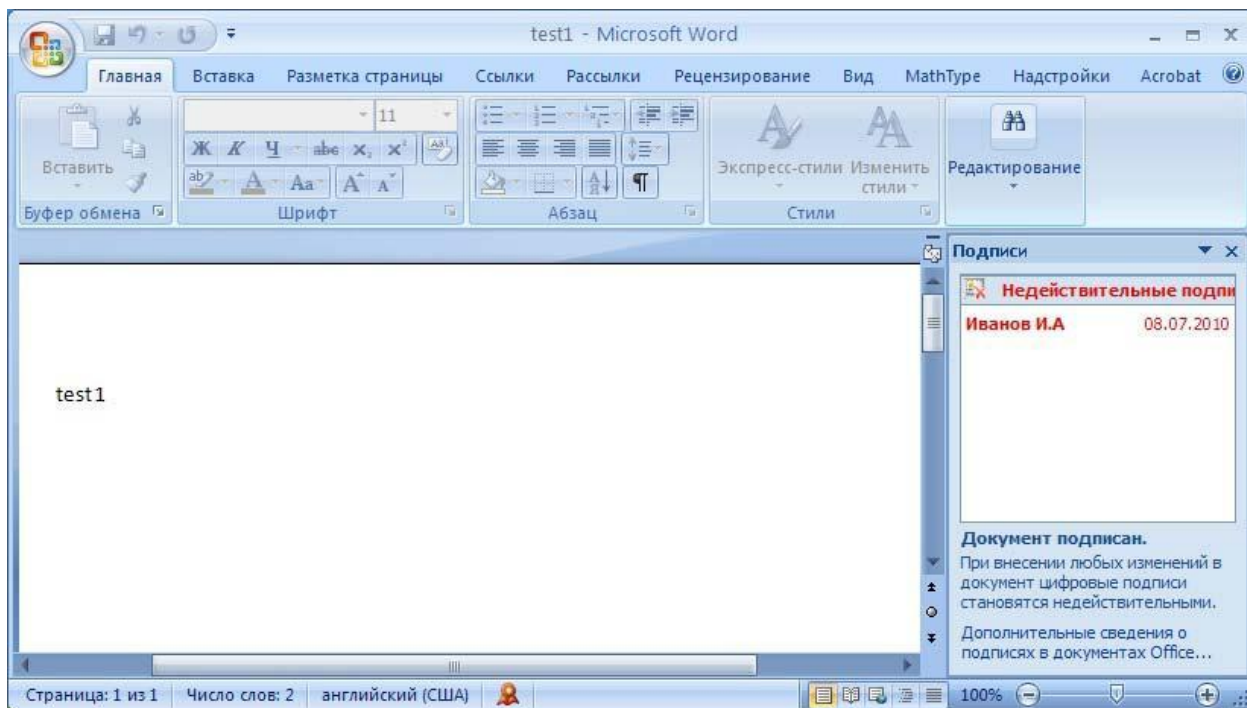 test1 - Microsoft Word
Главная Вставка Разметка страницы Ссылки Рассылки Рецензирование Вид MathType Надстройки Acrobat
11
Вставить
Ж К Ч abc x₂ x²
ab Aa A A
Экспресс-стили Изменить стили
Редактирование
Буфер обмена Шрифт Абзац Стили
Подписи
Недействительные подпи
Иванов И.А 08.07.2010
test1
Документ подписан.
При внесении любых изменений в
документ цифровые подписи
становятся недействительными.
Дополнительные сведения о
подписях в документах Office...
Страница: 1 из 1 Число слов: 2 английский (США) 100%